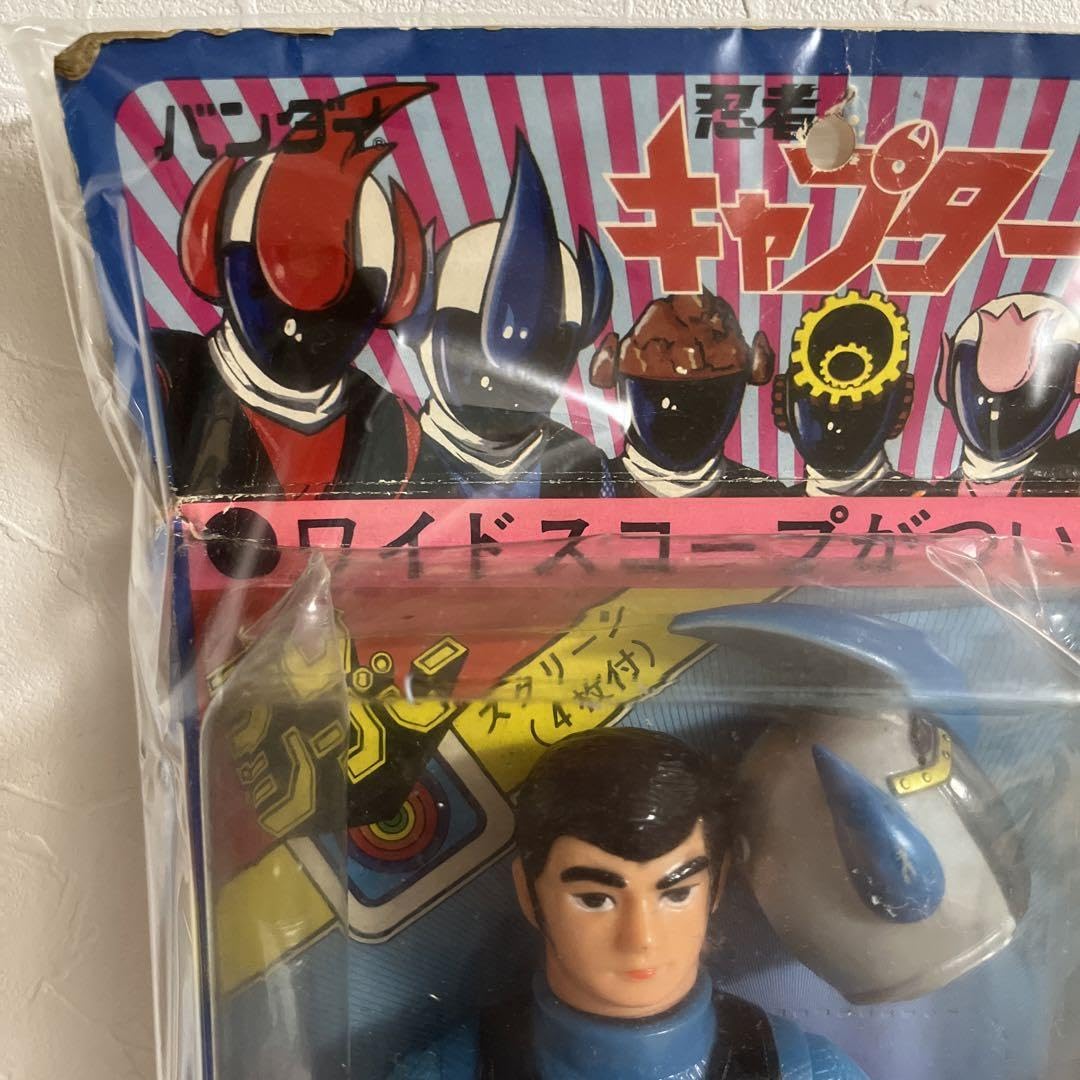 バンダイ®
忍者
キャプター
●ワイドスコープがつい
スクリーン
(4枚付)